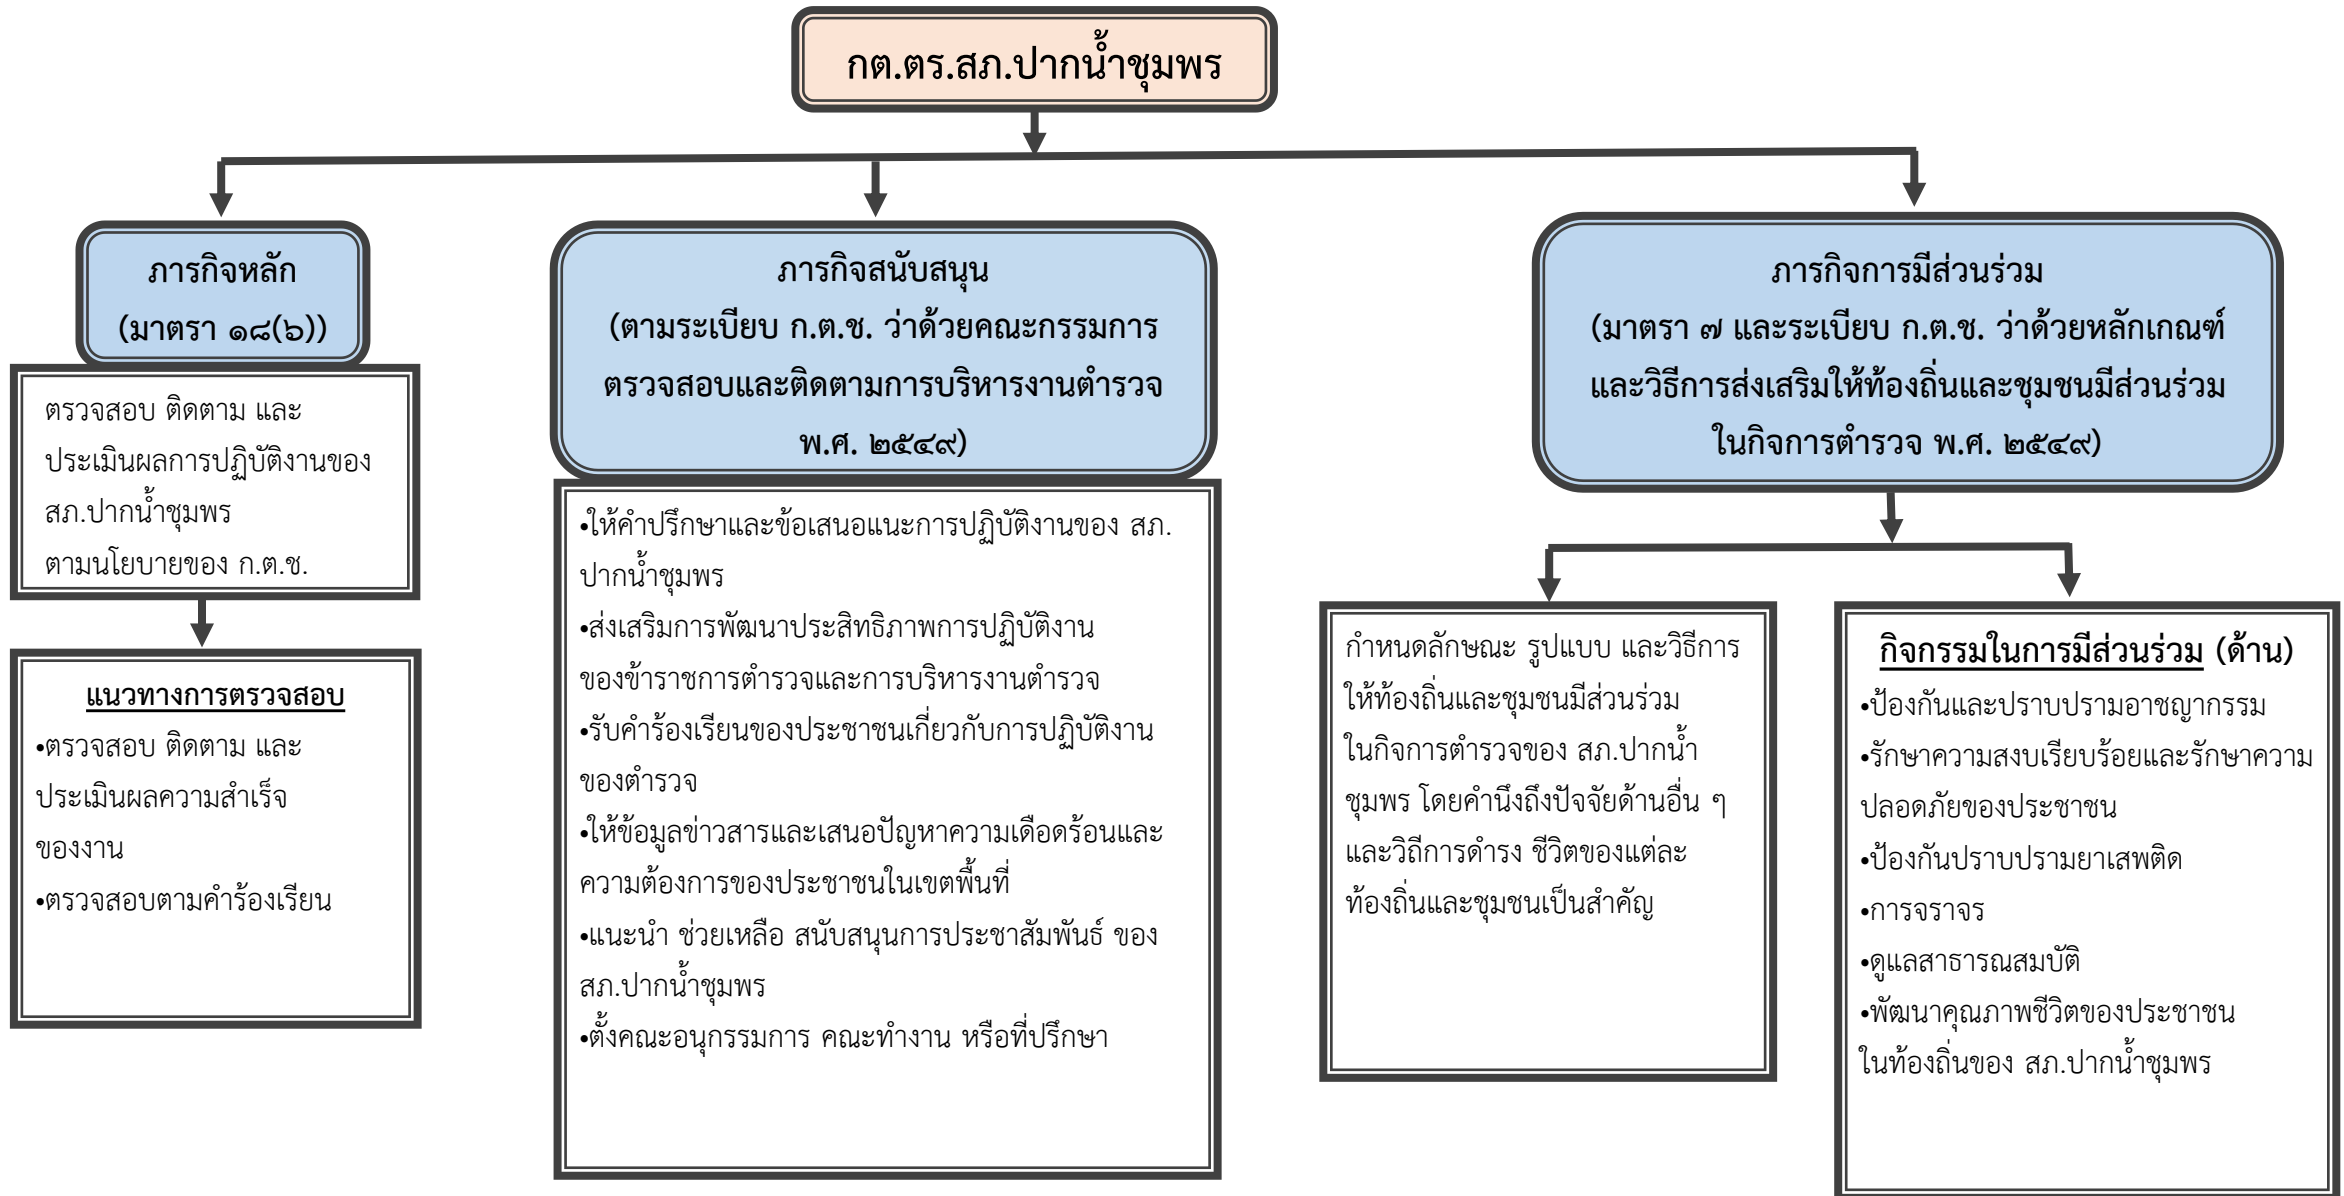 กต.ตร.สภ.ปากน้ำชุมพร
ภารกิจหลัก
(มาตรา ๑๘(๖))
ตรวจสอบ ติดตาม และ
ประเมินผลการปฏิบัติงานของ
สภ.ปากน้ำชุมพร
ตามนโยบายของ ก.ต.ช.
แนวทางการตรวจสอบ
•ตรวจสอบ ติดตาม และ
ประเมินผลความสำเร็จ
ของงาน
•ตรวจสอบตามคำร้องเรียน
ภารกิจสนับสนุน
(ตามระเบียบ ก.ต.ช. ว่าด้วยคณะกรรมการ
ตรวจสอบและติดตามการบริหารงานตำรวจ
พ.ศ. ๒๕๔๙)
•ให้คำปรึกษาและข้อเสนอแนะการปฏิบัติงานของ สภ.
ปากน้ำชุมพร
•ส่งเสริมการพัฒนาประสิทธิภาพการปฏิบัติงาน
ของข้าราชการตำรวจและการบริหารงานตำรวจ
•รับคำร้องเรียนของประชาชนเกี่ยวกับการปฏิบัติงาน
ของตำรวจ
•ให้ข้อมูลข่าวสารและเสนอปัญหาความเดือดร้อนและ
ความต้องการของประชาชนในเขตพื้นที่
•แนะนำ ช่วยเหลือ สนับสนุนการประชาสัมพันธ์ ของ
สภ.ปากน้ำชุมพร
•ตั้งคณะอนุกรรมการ คณะทำงาน หรือที่ปรึกษา
ภารกิจการมีส่วนร่วม
(มาตรา ๗ และระเบียบ ก.ต.ช. ว่าด้วยหลักเกณฑ์
และวิธีการส่งเสริมให้ท้องถิ่นและชุมชนมีส่วนร่วม
ในกิจการตำรวจ พ.ศ. ๒๕๔๙)
กำหนดลักษณะ รูปแบบ และวิธีการ
ให้ท้องถิ่นและชุมชนมีส่วนร่วม
ในกิจการตำรวจของ สภ.ปากน้ำ
ชุมพร โดยคำนึงถึงปัจจัยด้านอื่น ๆ
และวิถีการดำรง ชีวิตของแต่ละ
ท้องถิ่นและชุมชนเป็นสำคัญ
กิจกรรมในการมีส่วนร่วม (ด้าน)
•ป้องกันและปราบปรามอาชญากรรม
•รักษาความสงบเรียบร้อยและรักษาความ
ปลอดภัยของประชาชน
•ป้องกันปราบปรามยาเสพติด
•การจราจร
•ดูแลสาธารณสมบัติ
•พัฒนาคุณภาพชีวิตของประชาชน
ในท้องถิ่นของ สภ.ปากน้ำชุมพร